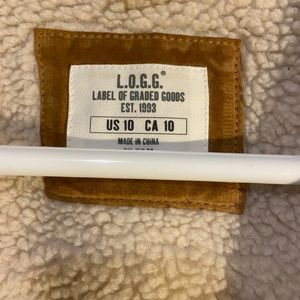 L.O.G.G.®
LABEL OF GRADED GOODS
EST. 1993
US 10 CA 10
MADE IN CHINA